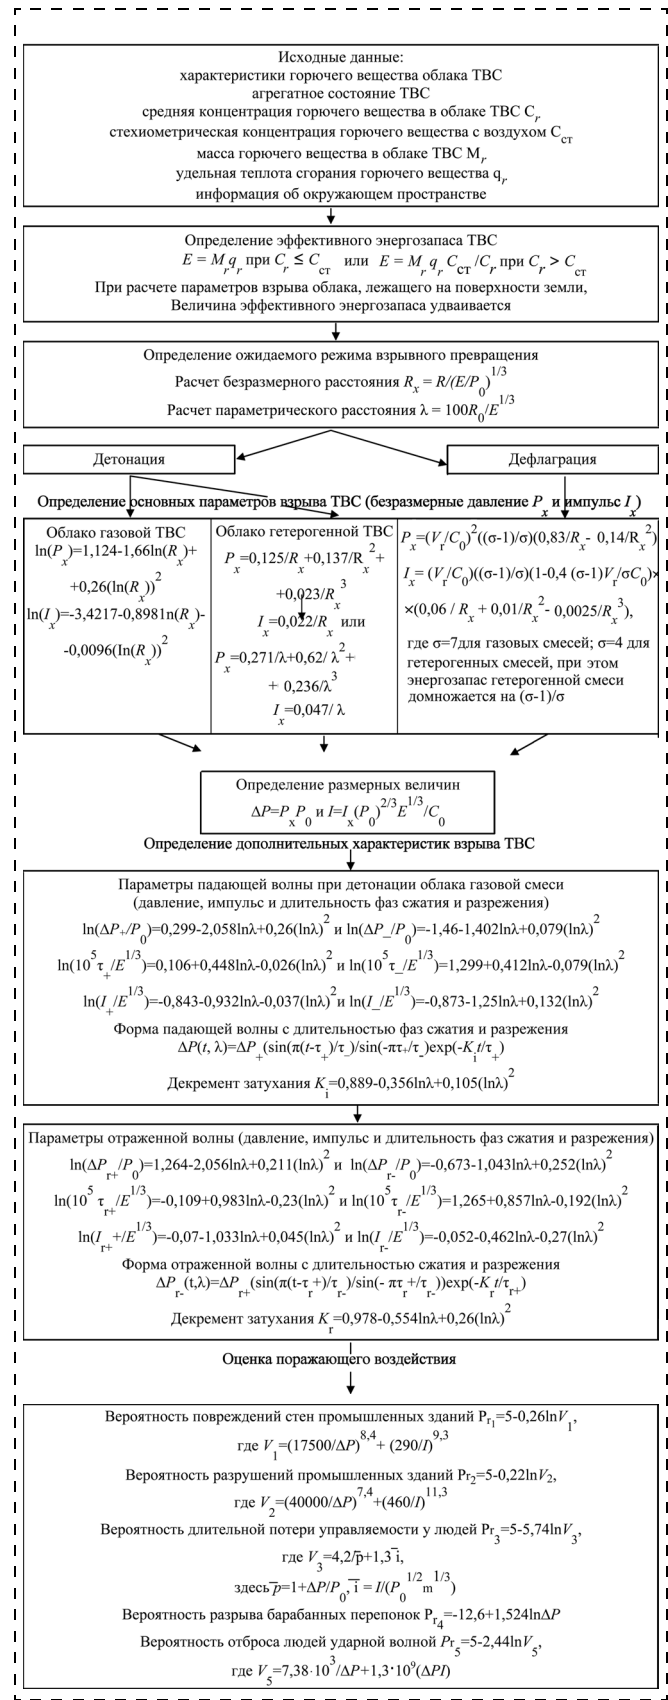 Исходные данные:
характеристики горючего вещества облака ТВС
агрегатное состояние ТВС
средняя концентрация горючего вещества в облаке ТВС C_r
стехиометрическая концентрация горючего вещества с воздухом C_ст
масса горючего вещества в облаке ТВС M_r
удельная теплота сгорания горючего вещества q_r
информация об окружающем пространстве
Определение эффективного энергозапаса ТВС
E = M_r q_r при C_r ≤ C_ст или E = M_r q_r C_ст /C_r при C_r > C_ст
При расчете параметров взрыва облака, лежащего на поверхности земли,
Величина эффективного энергозапаса удваивается
Определение ожидаемого режима взрывного превращения
Расчет безразмерного расстояния R_x = R/(E/P_0)^1/3
Расчет параметрического расстояния λ = 100R_0/E^1/3
Детонация
Дефлаграция
Определение основных параметров взрыва ТВС (безразмерные давление P_x и импульс I_x)
Облако газовой ТВС
ln(P_x)=1,124-1,66ln(R_x)+
+0,26(ln(R_x))^2
ln(I_x)=-3,4217-0,8981n(R_x)-
-0,0096(In(R_x))^2
Облако гетерогенной ТВС
P_x=0,125/R_x+0,137/R_x^2+
+0,023/R_x^3
I_x=0,022/R_x или
P_x=0,271/λ+0,62/λ^2+
+ 0,236/λ^3
I_x=0,047/ λ
P_x=(V_r/C_0)^2((σ-1)/σ)(0,83/R_x- 0,14/R_x^2)
I_x= (V_r/C_0)((σ-1)/σ)(1-0,4 (σ-1)V_r/σC_0)×
×(0,06 / R_x + 0,01/R_x^2- 0,0025/R_x^3),
где σ=7для газовых смесей; σ=4 для
гетерогенных смесей, при этом
энергозапас гетерогенной смеси
домножается на (σ-1)/σ
Определение размерных величин
ΔP=P_xP_0 и I=I_x(P_0)^2/3E^1/3/C_0
Определение дополнительных характеристик взрыва ТВС
Параметры падающей волны при детонации облака газовой смеси
(давление, импульс и длительность фаз сжатия и разрежения)
ln(ΔP_+/P_0)=0,299-2,058lnλ+0,26(lnλ)^2 и ln(ΔP_–/P_0)=-1,46-1,402lnλ+0,079(lnλ)^2
ln(10^5τ_+/E^1/3)=0,106+0,448lnλ-0,026(lnλ)^2 и ln(10^5τ_–/E^1/3)=1,299+0,412lnλ-0,079(lnλ)^2
ln(I_+/E^1/3)=-0,843-0,932lnλ-0,037(lnλ)^2 и ln(I_–/E^1/3)=-0,873-1,25lnλ+0,132(lnλ)^2
Форма падающей волны с длительностью фаз сжатия и разрежения
ΔP(t, λ)=ΔP_+(sin(π(t-τ_+)/τ_-)/sin(-πτ_+/τ_-)exp(-K_i t/τ_+)
Декремент затухания K_i=0,889-0,356lnλ+0,105(lnλ)^2
Параметры отраженной волны (давление, импульс и длительность фаз сжатия и разрежения)
ln(ΔP_r+/P_0)=1,264-2,056lnλ+0,211(lnλ)^2 и ln(ΔP_r-/P_0)=-0,673-1,043lnλ+0,252(lnλ)^2
ln(10^5 τ_r+/E^1/3)=-0,109+0,983lnλ-0,23(lnλ)^2 и ln(10^5τ_r-/E^1/3)=1,265+0,857lnλ-0,192(lnλ)^2
ln(I_r+ +/E^1/3)=-0,07-1,033lnλ+0,045(lnλ)^2 и ln(I_r-/E^1/3)=-0,052-0,462lnλ-0,27(lnλ)^2
Форма отраженной волны с длительностью сжатия и разрежения
ΔP_r-(t,λ)=ΔP_r+(sin(π(t-τ_r+)/τ_r-)/sin(- πτ_r+/τ_r-))exp(-K_r t/τ_r+)
Декремент затухания K_r=0,978-0,554lnλ+0,26(lnλ)^2
Оценка поражающего воздействия
Вероятность повреждений стен промышленных зданий P_r1=5-0,26lnV_1,
где V_1=(17500/ΔP)^8,4+ (290/I)^9,3
Вероятность разрушений промышленных зданий Pr_2=5-0,22lnV_2,
где V_2=(40000/ΔP)^7,4+(460/I)^11,3
Вероятность длительной потери управляемости у людей Pr_3=5-5,74lnV_3,
где V_3=4,2/p̅+1,3 i̅,
здесь p̅=1+ΔP/P_0, i̅ = I/(P_0^1/2 m^1/3)
Вероятность разрыва барабанных перепонок P_r4=-12,6+1,524lnΔP
Вероятность отброса людей ударной волной Pr_5=5-2,44lnV_5,
где V_5=7,38·10^3/ΔP+1,3·10^9(ΔPI)